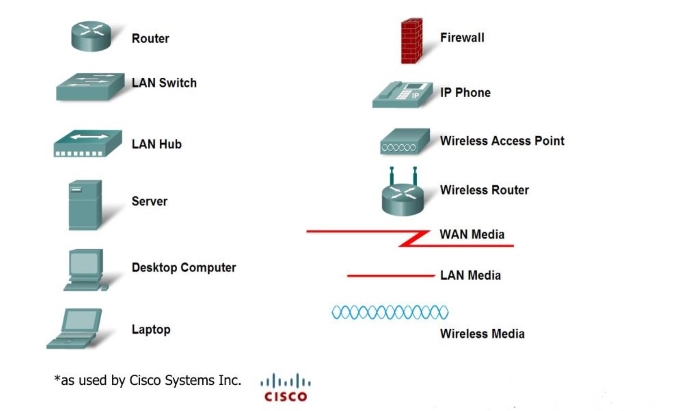 Router
LAN Switch
LAN Hub
Server
Desktop Computer
Laptop
Firewall
IP
IP Phone
Wireless Access Point
Wireless Router
WAN Media
LAN Media
Wireless Media
*as used by Cisco Systems Inc.
CISCO